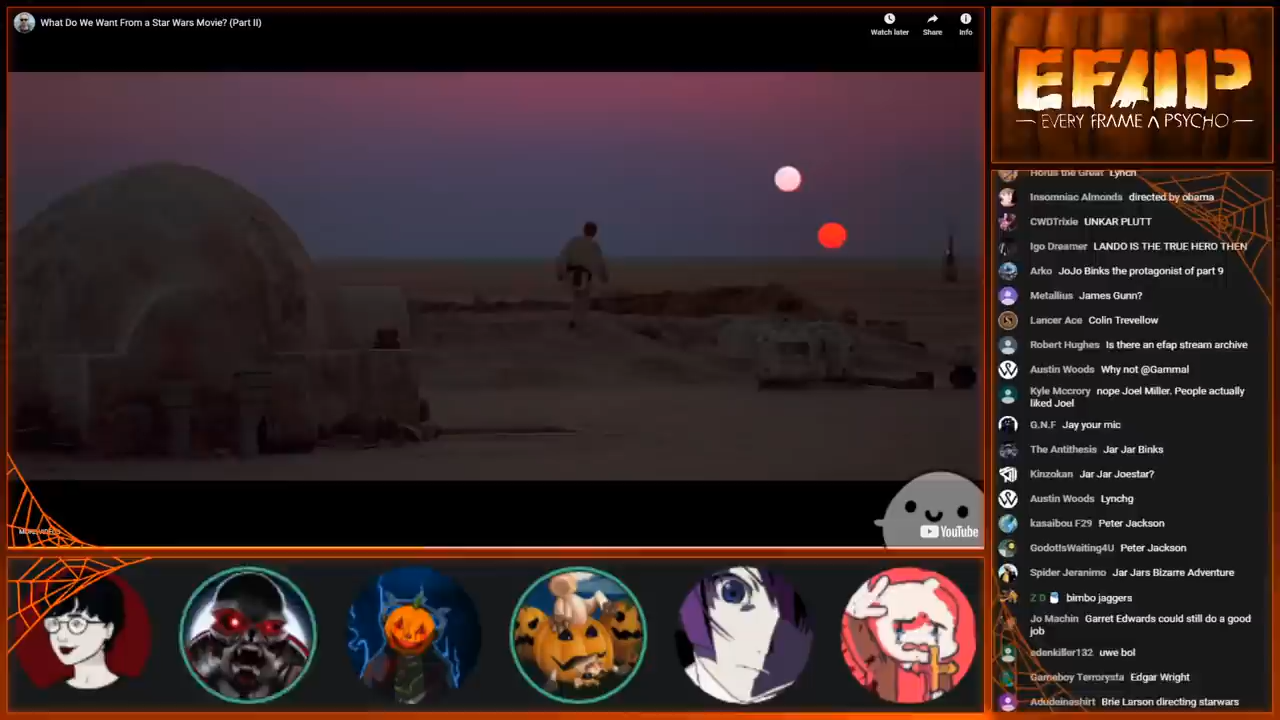 What Do We Want From a Star Wars Movie? (Part II)
Watch later
Share
Info
YouTube
EFAP
EVERY FRAME A PSYCHO
Horus the Great Lynch
Insomniac Almonds directed by obama
CWDTrixie UNKAR PLUTT
Igo Dreamer LANDO IS THE TRUE HERO THEN
Arko JoJo Binks the protagonist of part 9
Metallius James Gunn?
Lancer Ace Colin Trevellow
Robert Hughes Is there an efap stream archive
Austin Woods Why not @Gammal
Kyle Mccrory nope Joel Miller. People actually
liked Joel
G.N.F Jay your mic
The Antithesis Jar Jar Binks
Kinzokan Jar Jar Joestar?
Austin Woods Lynchg
kasaibou F29 Peter Jackson
GodotIsWaiting4U Peter Jackson
Spider Jeranimo Jar Jars Bizarre Adventure
Z D bimbo jaggers
Jo Machin Garret Edwards could still do a good
job
edenkiller132 uwe bol
Gameboy Terrorysta Edgar Wright
Adudeinashirt Brie Larson directing starwars